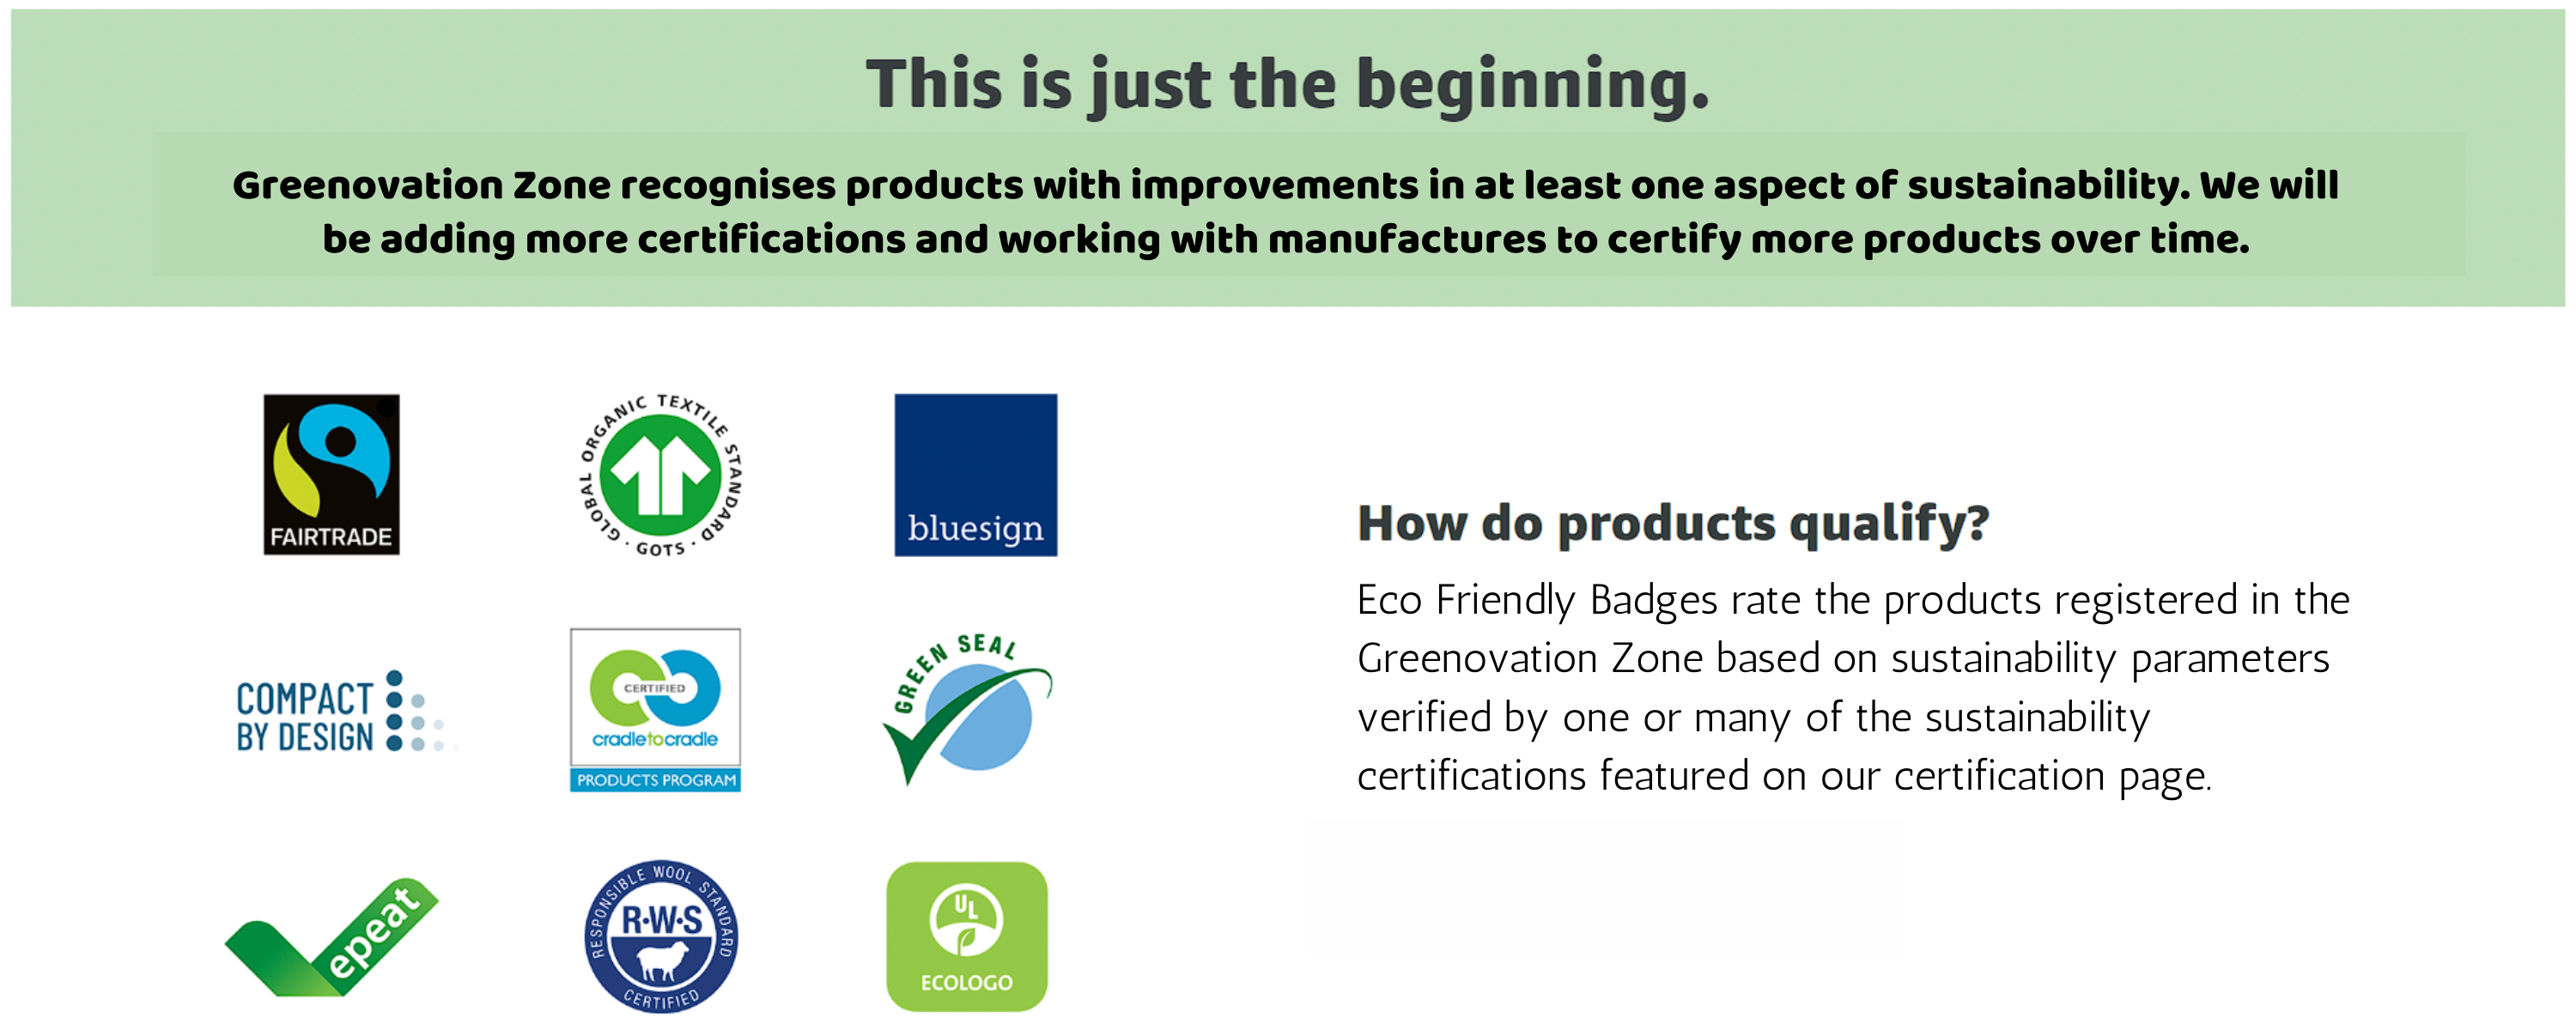 This is just the beginning.
Greenovation Zone recognises products with improvements in at least one aspect of sustainability. We will
be adding more certifications and working with manufactures to certify more products over time.
FAIRTRADE
GLOBAL ORGANIC TEXTILE STANDARD · GOTS ·
bluesign
COMPACT
BY DESIGN
CERTIFIED
cradletocradle
PRODUCTS PROGRAM
GREEN SEAL
epeat
RESPONSIBLE WOOL STANDARD
R·W·S
CERTIFIED
UL
ECOLOGO
How do products qualify?
Eco Friendly Badges rate the products registered in the
Greenovation Zone based on sustainability parameters
verified by one or many of the sustainability
certifications featured on our certification page.